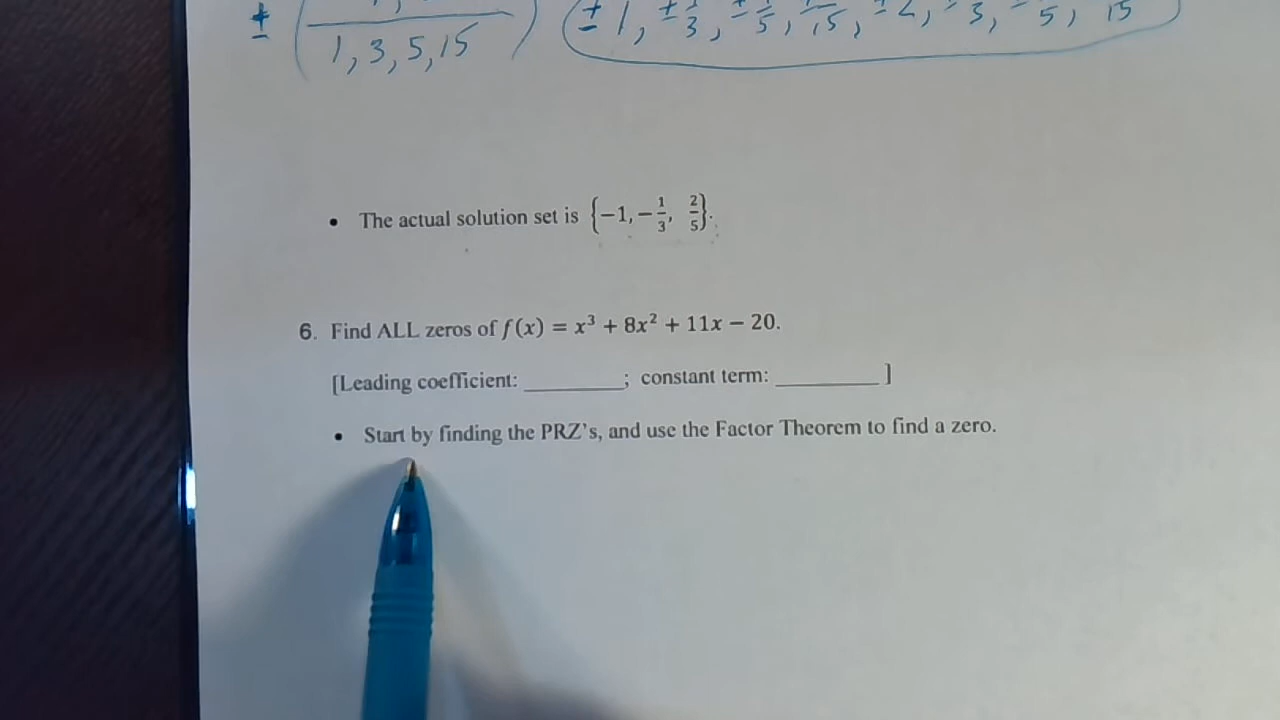 ± ( 1, 3, 5, 15 ) ± 1, ± 1/3, ± 1/5, 15, ± 2, 3, 5, 15
• The actual solution set is {−1, −1/3, 2/5}.
6. Find ALL zeros of f(x) = x³ + 8x² + 11x − 20.
[Leading coefficient: ________; constant term: ________ ]
• Start by finding the PRZ's, and use the Factor Theorem to find a zero.